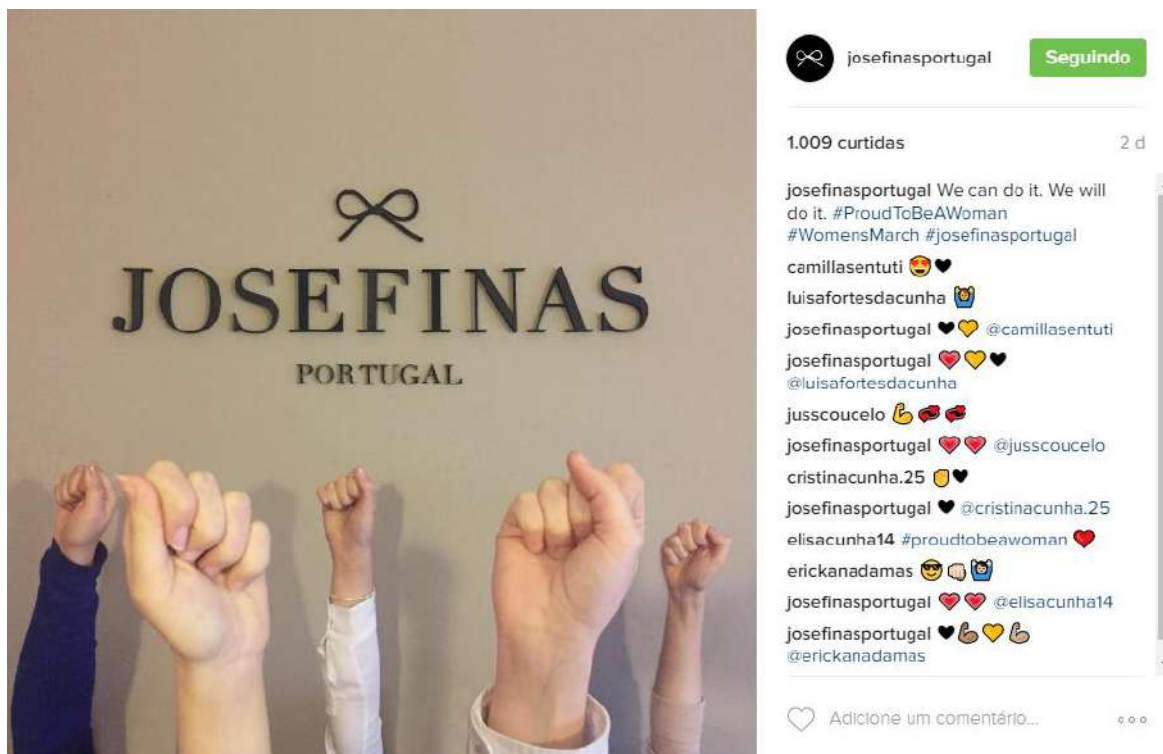 JOSEFINAS
PORTUGAL
josefinasportugal
Seguindo
1.009 curtidas
2 d
josefinasportugal We can do it. We will
do it. #ProudToBeAWoman
#WomensMarch #josefinasportugal
camillasentuti 😍🖤
luisafortesdacunha 🙆
josefinasportugal 🖤💛 @camillasentuti
josefinasportugal 💗💛🖤
@luisafortesdacunha
jusscoucelo 💪💞💞
josefinasportugal 💗💗 @jusscoucelo
cristinacunha.25 ✊🖤
josefinasportugal 🖤 @cristinacunha.25
elisacunha14 #proudtobeawoman ❤️
erickanadamas 😎👊🏻🙆
josefinasportugal 💗💗 @elisacunha14
josefinasportugal 🖤💪🏽💛💪🏽
@erickanadamas
Adicione um comentário...